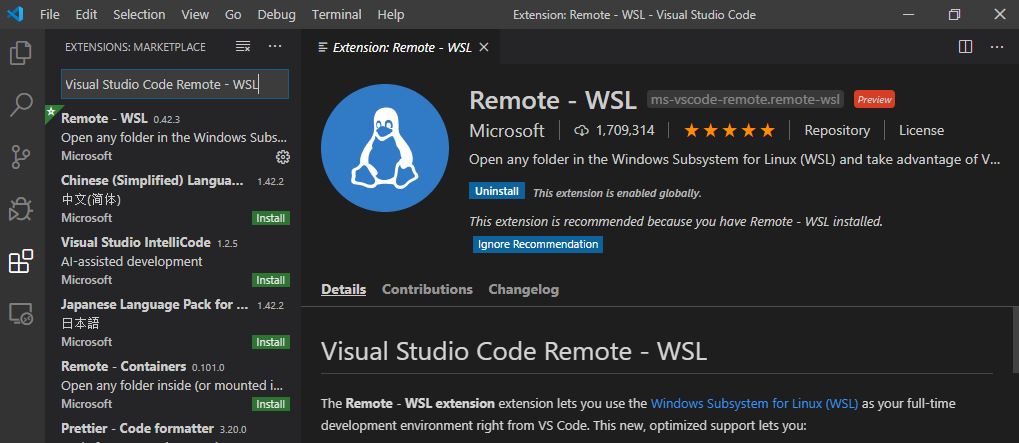 File Edit Selection View Go Debug Terminal Help Extension: Remote - WSL - Visual Studio Code
EXTENSIONS: MARKETPLACE
Visual Studio Code Remote - WSL
Remote - WSL 0.42.3
Open any folder in the Windows Subs...
Microsoft
Chinese (Simplified) Langua... 1.42.2
中文(简体)
Microsoft Install
Visual Studio IntelliCode 1.2.5
AI-assisted development
Microsoft Install
Japanese Language Pack for ... 1.42.2
日本語
Microsoft Install
Remote - Containers 0.101.0
Open any folder inside (or mounted i...
Microsoft Install
Prettier - Code formatter 3.20.0
Extension: Remote - WSL
Remote - WSL ms-vscode-remote.remote-wsl Preview
Microsoft 1,709,314 Repository License
Open any folder in the Windows Subsystem for Linux (WSL) and take advantage of V...
Uninstall This extension is enabled globally.
This extension is recommended because you have Remote - WSL installed.
Ignore Recommendation
Details Contributions Changelog
Visual Studio Code Remote - WSL
The Remote - WSL extension extension lets you use the Windows Subsystem for Linux (WSL) as your full-time
development environment right from VS Code. This new, optimized support lets you: